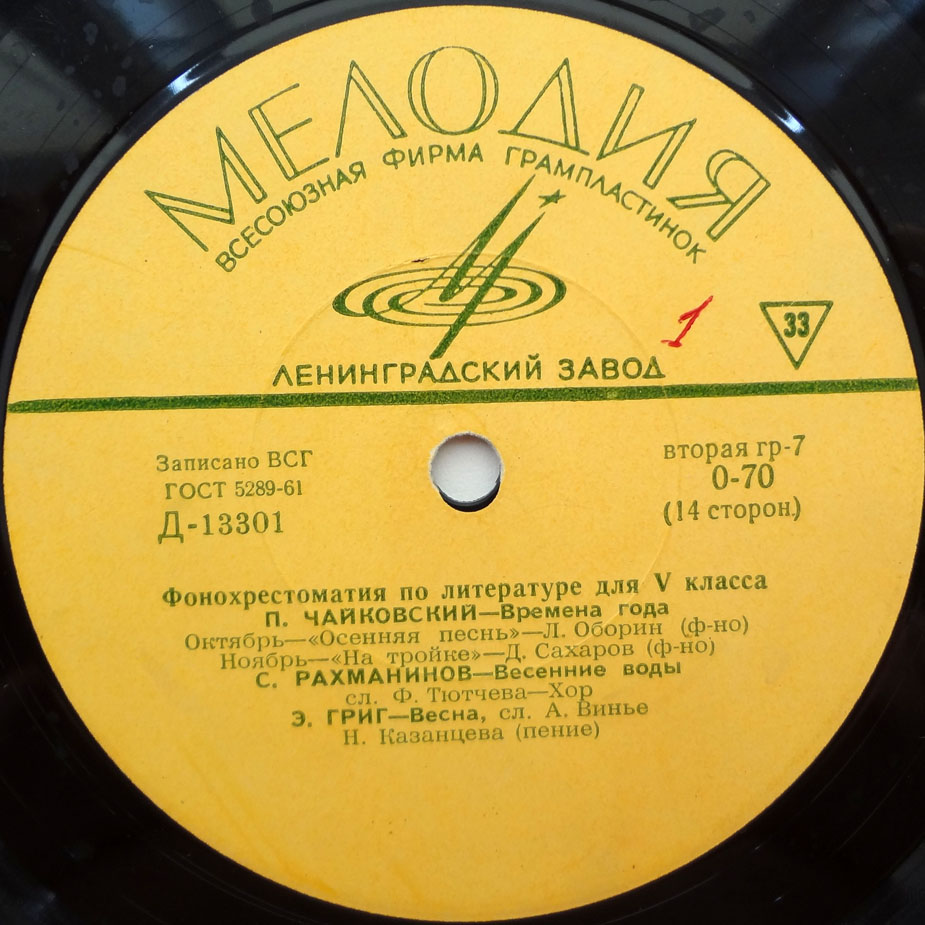 МЕЛОДИЯ
ВСЕСОЮЗНАЯ ФИРМА ГРАМПЛАСТИНОК
1
33
ЛЕНИНГРАДСКИЙ ЗАВОД
Записано ВСГ
ГОСТ 5289-61
Д-13301
вторая гр-7
0-70
(14 сторон.)
Фонохрестоматия по литературе для V класса
П. ЧАЙКОВСКИЙ—Времена года
Октябрь—«Осенняя песнь»—Л. Оборин (ф-но)
Ноябрь—«На тройке»—Д. Сахаров (ф-но)
С. РАХМАНИНОВ—Весенние воды
сл. Ф. Тютчева—Хор
Э. ГРИГ—Весна, сл. А. Винье
Н. Казанцева (пение)